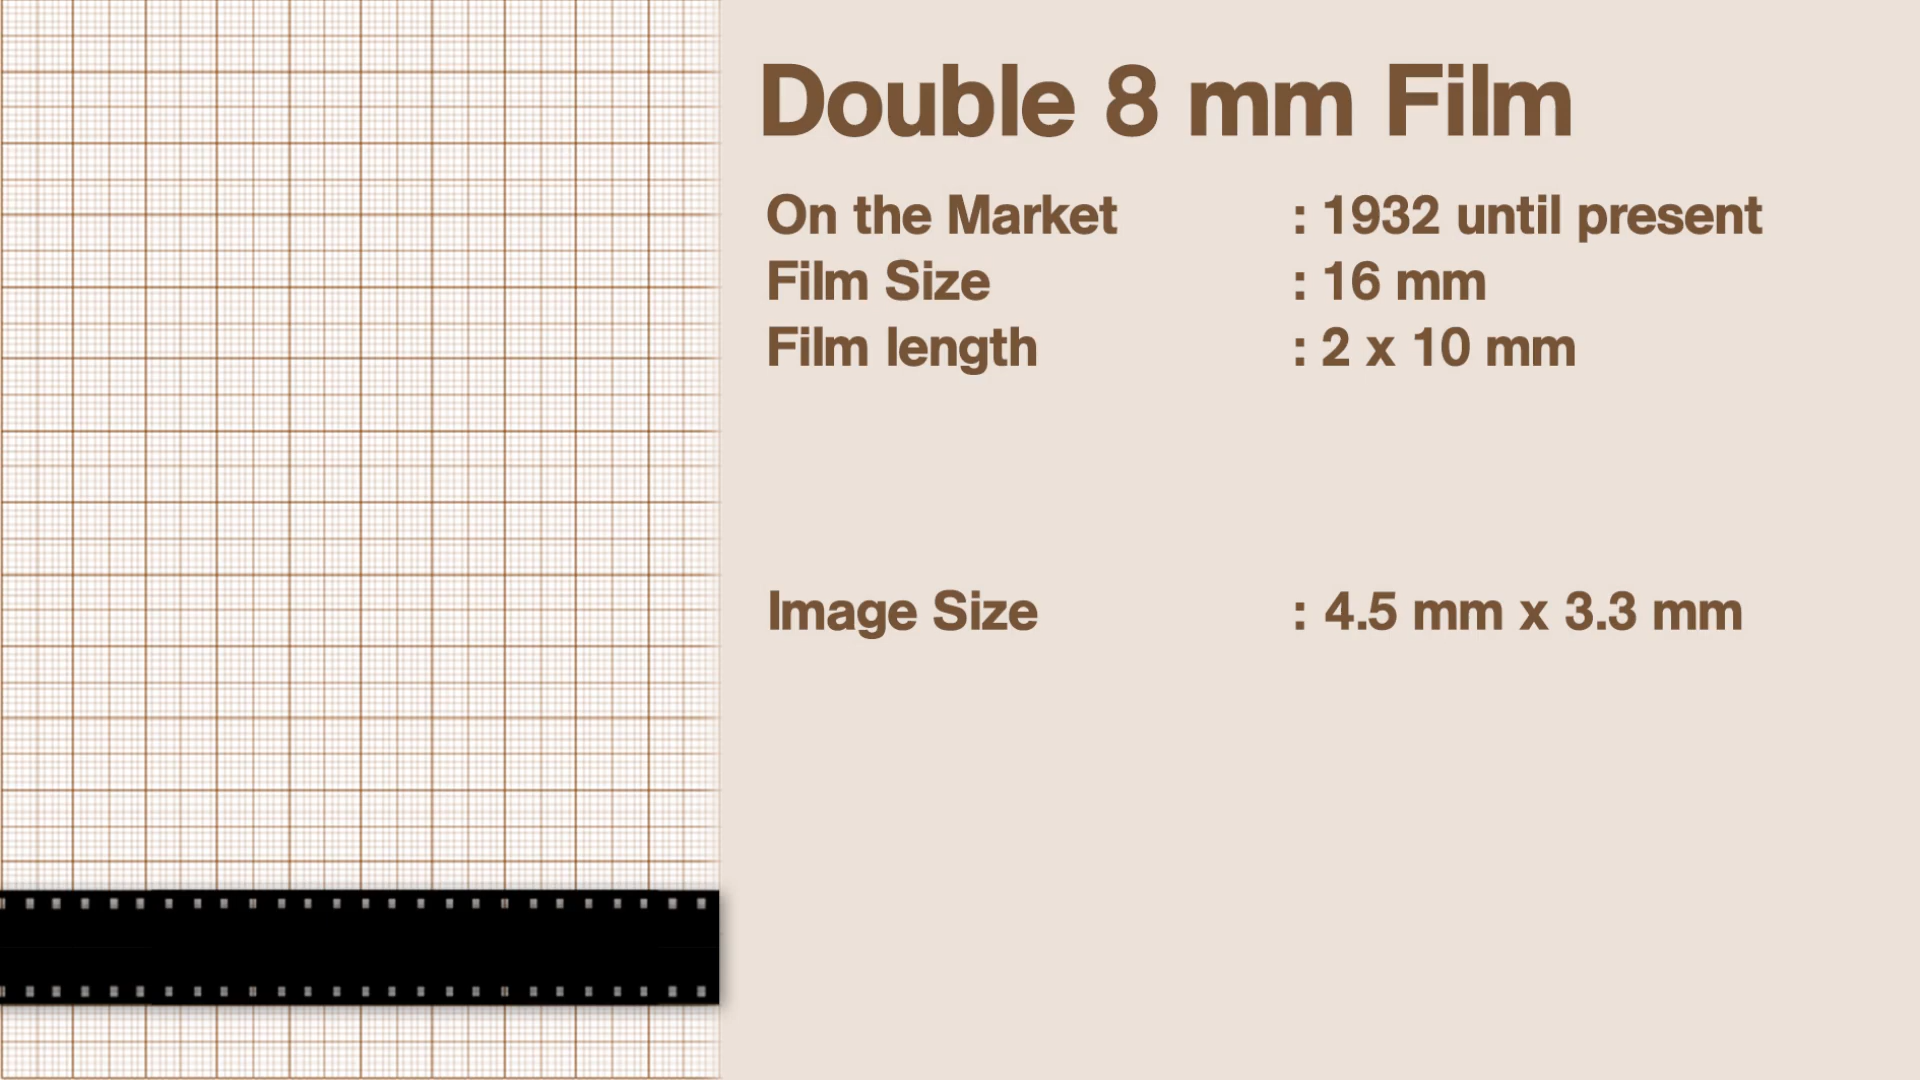 Double 8 mm Film
On the Market : 1932 until present
Film Size : 16 mm
Film length : 2 x 10 mm
Image Size : 4.5 mm x 3.3 mm